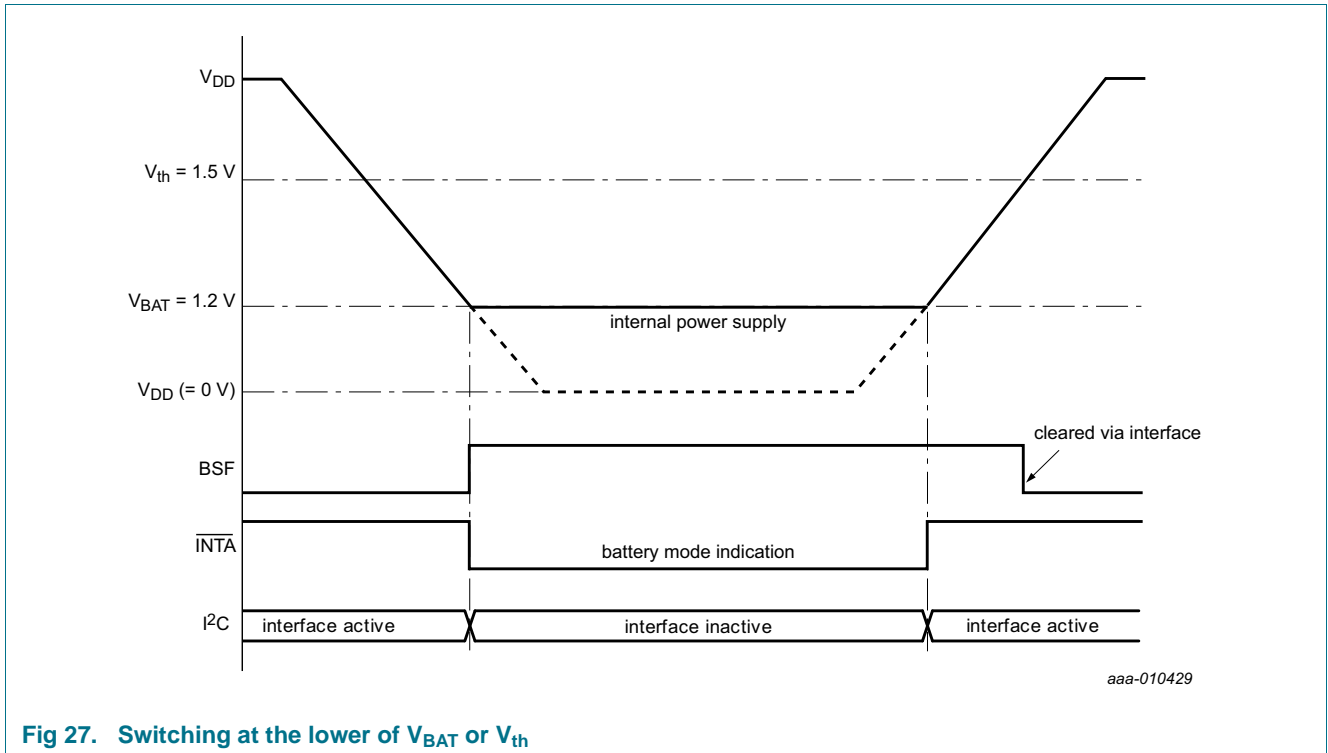 VDD
Vth = 1.5 V
VBAT = 1.2 V
internal power supply
VDD (= 0 V)
cleared via interface
BSF
INTA
battery mode indication
I2C
interface active
interface inactive
interface active
aaa-010429
Fig 27. Switching at the lower of VBAT or Vth